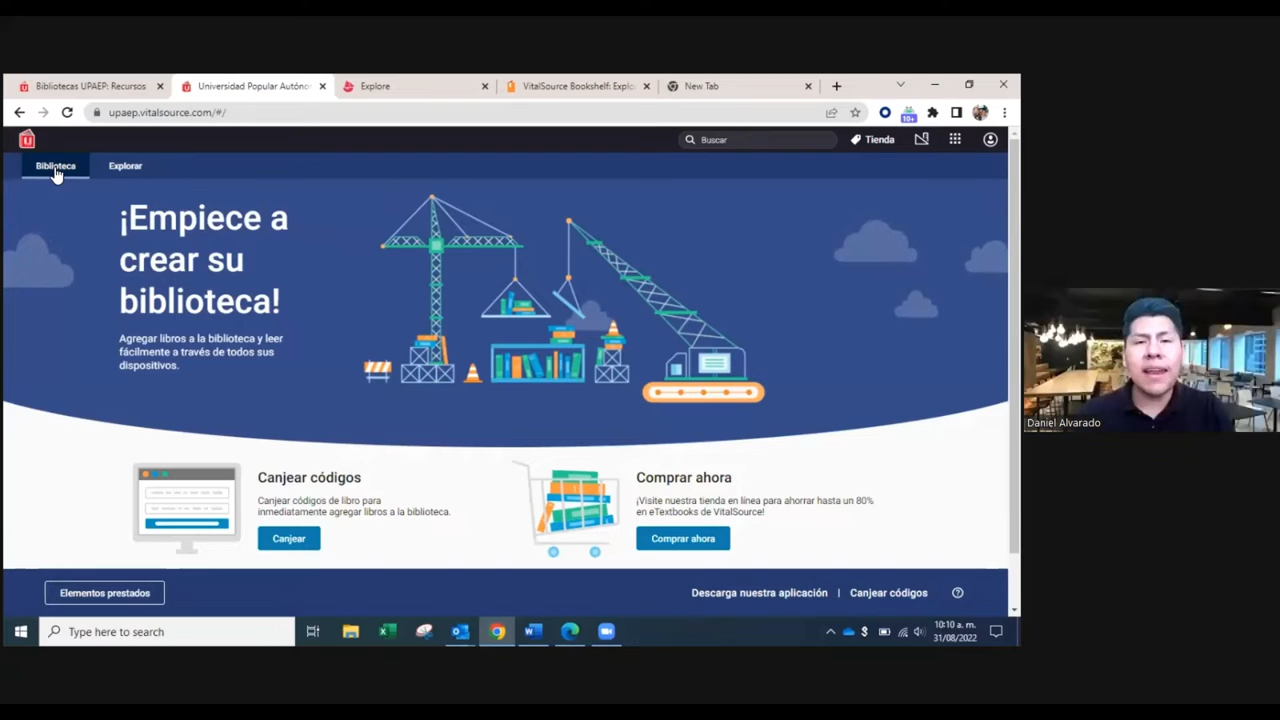 Bibliotecas UPAEP: Recursos
Universidad Popular Autóno
Explore
VitalSource Bookshelf: Explo
New Tab
upaep.vitalsource.com/#/
10+
U
Buscar
Tienda
Biblioteca
Explorar
¡Empiece a
crear su
biblioteca!
Agregar libros a la biblioteca y leer
fácilmente a través de todos sus
dispositivos.
Daniel Alvarado
Canjear códigos
Canjear códigos de libro para
inmediatamente agregar libros a la biblioteca.
Canjear
Comprar ahora
¡Visite nuestra tienda en línea para ahorrar hasta un 80%
en eTextbooks de VitalSource!
Comprar ahora
Elementos prestados
Descarga nuestra aplicación | Canjear códigos
Type here to search
10:10 a. m.
31/08/2022